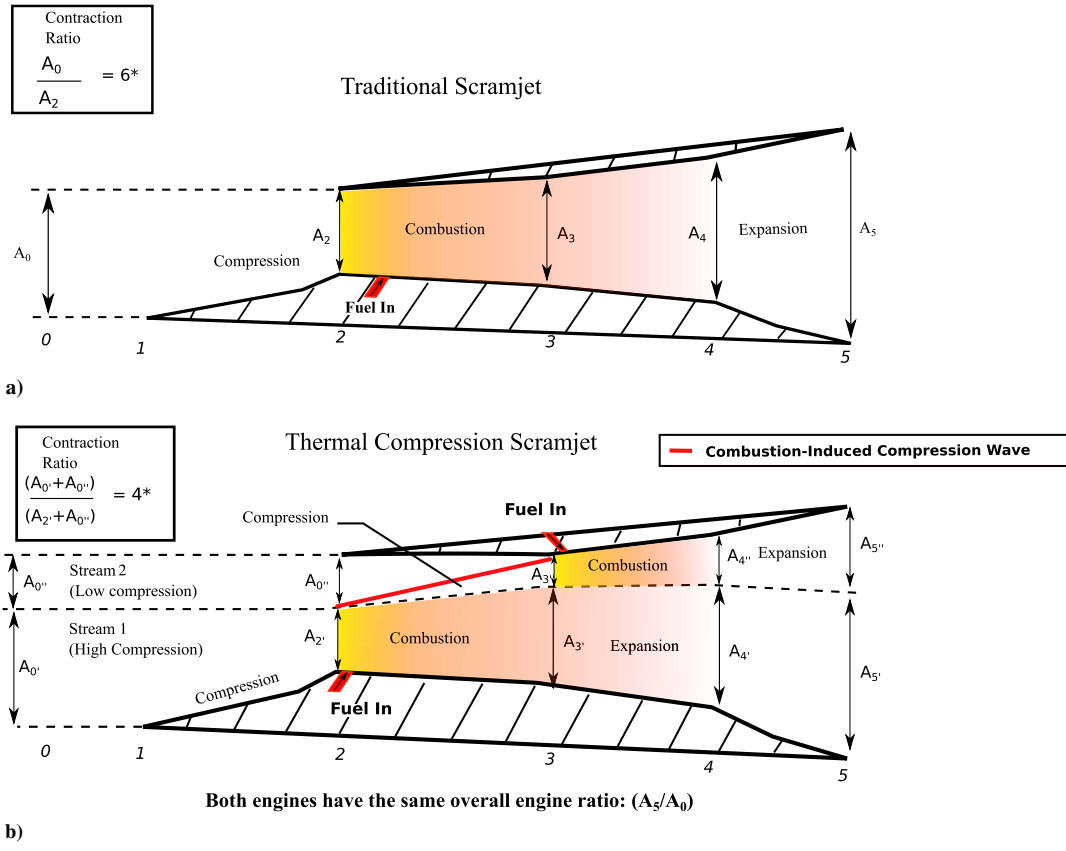 Contraction
Ratio
A0
A2
= 6*
Traditional Scramjet
A0
Compression
A2
Combustion
A3
A4
Expansion
A5
Fuel In
0
1
2
3
4
5
a)
Contraction
Ratio
(A0'+A0'')
(A2'+A0'')
= 4*
Thermal Compression Scramjet
Combustion-Induced Compression Wave
Compression
Fuel In
A0''
Stream 2
(Low compression)
A0''
A3'
Combustion
A4''
Expansion
A5''
A0'
Stream 1
(High Compression)
Compression
A2'
Combustion
A3'
Expansion
A4'
A5'
Fuel In
0
1
2
3
4
5
Both engines have the same overall engine ratio: (A5/A0)
b)